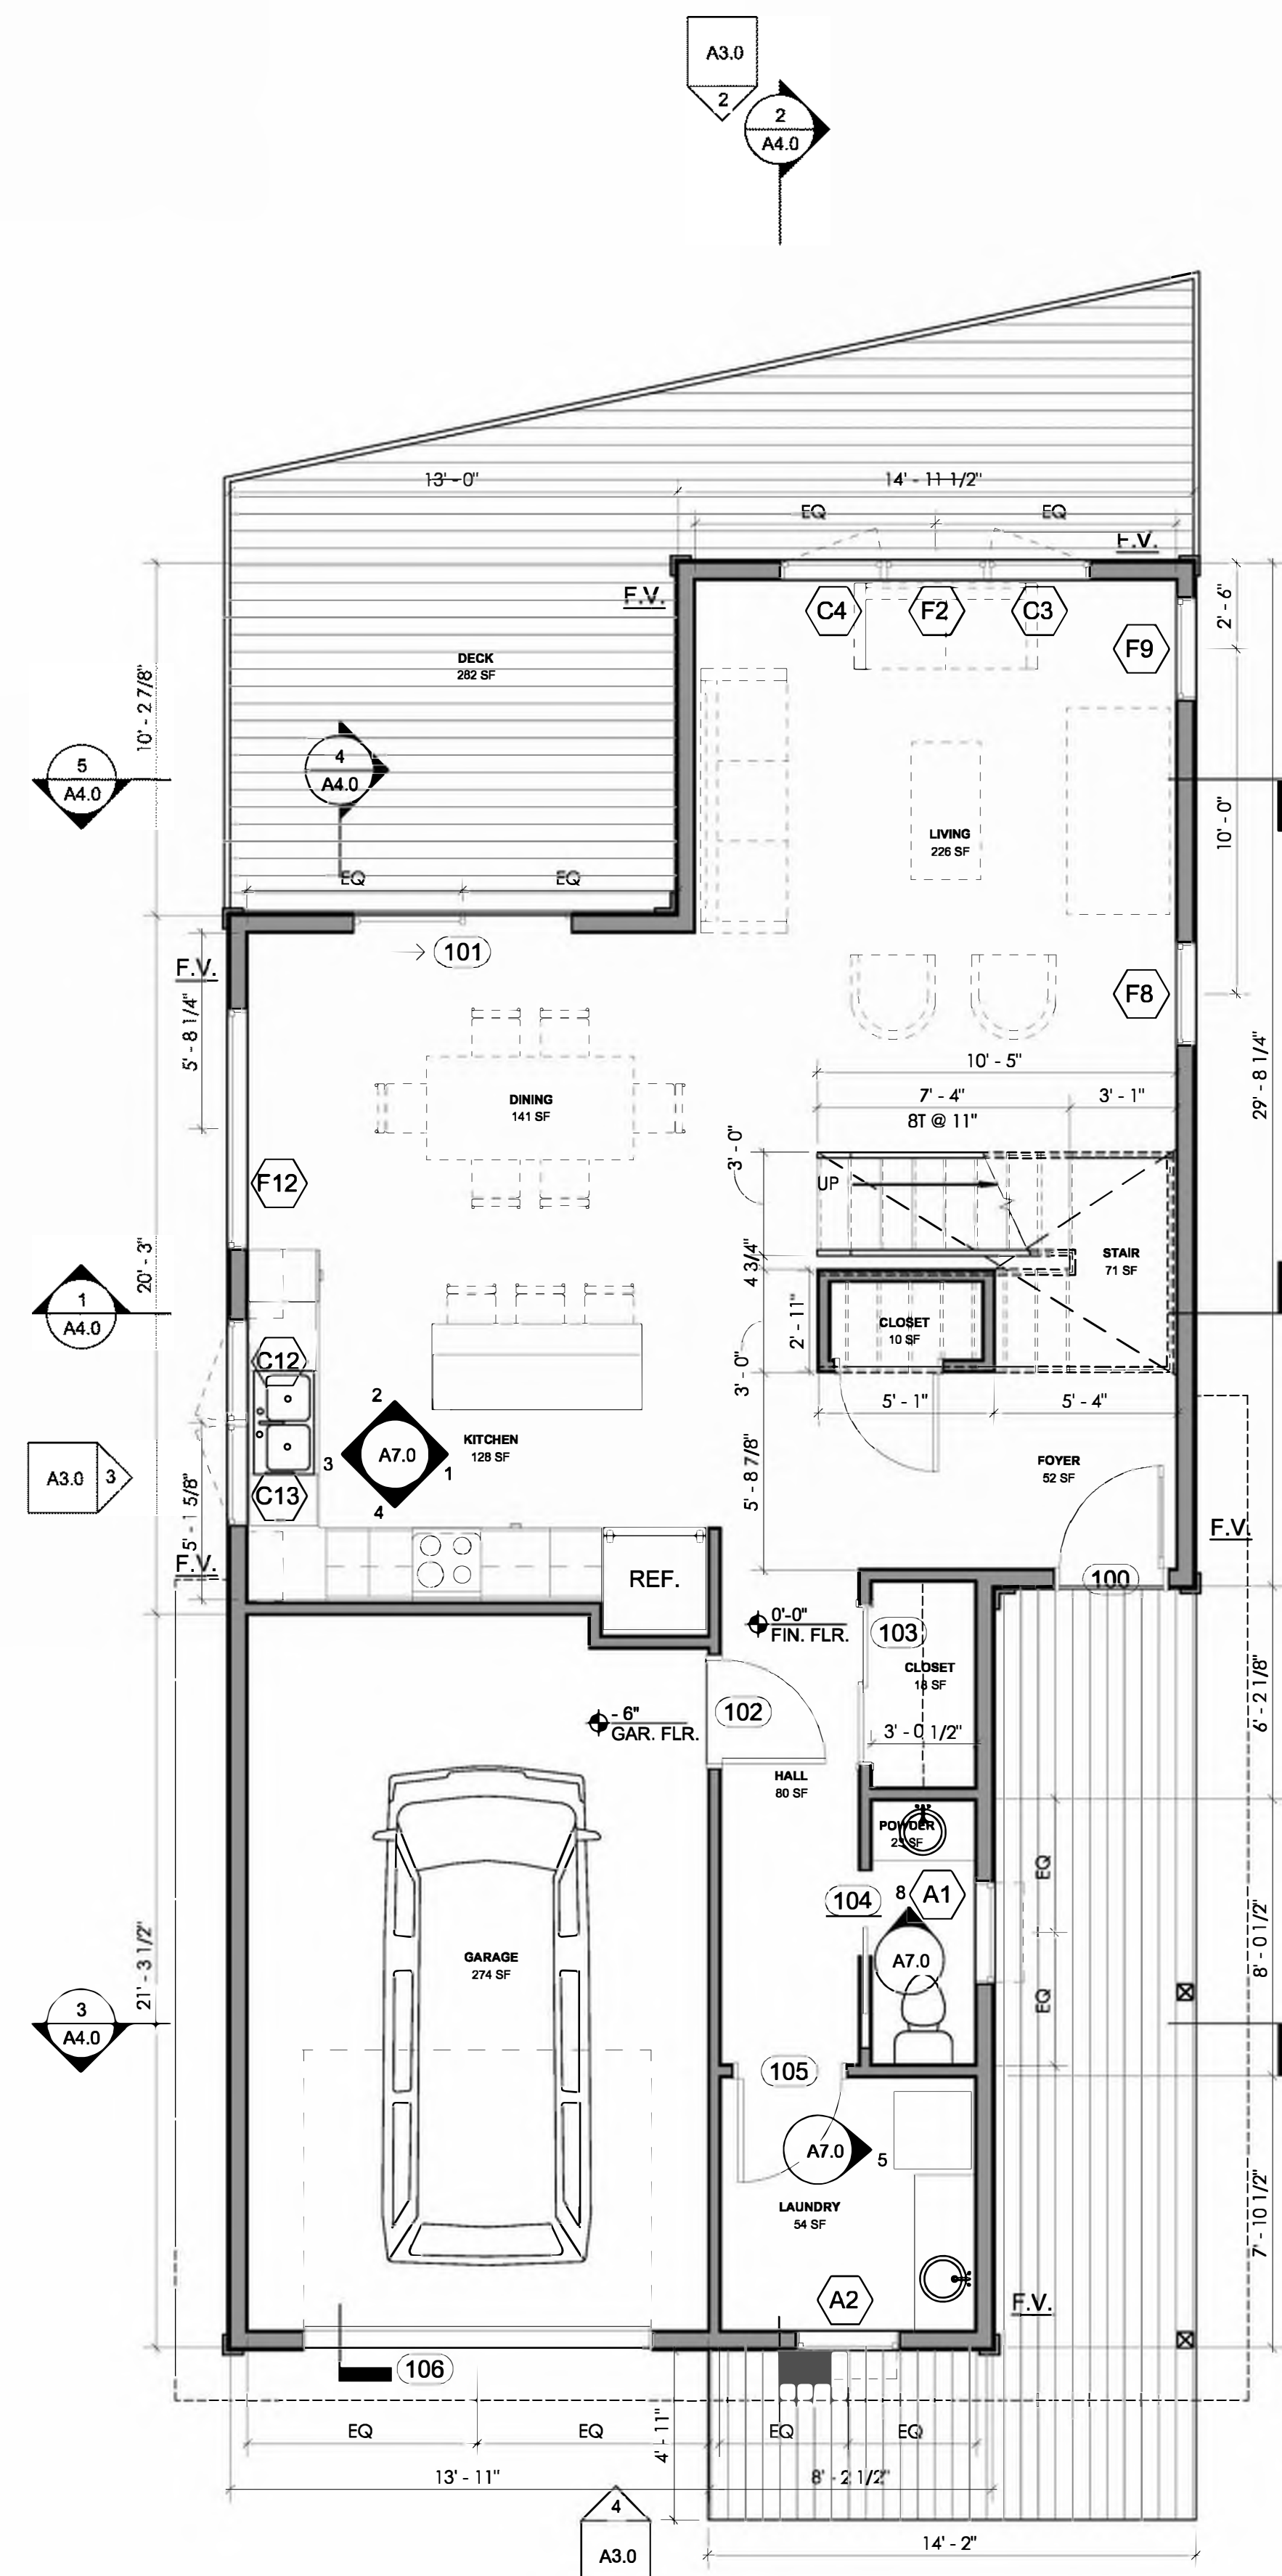 A3.0
2
2
A4.0
13' - 0"
14' - 11 1/2"
EQ
EQ
F.V.
F.V.
C4
F2
C3
F9
2' - 6"
DECK
282 SF
10' - 2 7/8"
5
A4.0
4
A4.0
LIVING
226 SF
10' - 0"
EQ
EQ
101
F.V.
F8
5' - 8 1/4"
10' - 5"
29' - 8 1/4"
7' - 4"
3' - 1"
8T @ 11"
DINING
141 SF
3' - 0"
F12
UP
20' - 3"
4 3/4"
STAIR
71 SF
1
A4.0
2' - 11"
CLOSET
10 SF
C12
3' - 0"
2
5' - 1"
5' - 4"
KITCHEN
128 SF
A7.0
3
1
4
A3.0
3
C13
5' - 1 5/8"
5' - 8 7/8"
FOYER
52 SF
F.V.
F.V.
REF.
100
0'-0"
FIN. FLR.
103
CLOSET
18 SF
6' - 2 1/8"
- 6"
GAR. FLR.
102
3' - 0 1/2"
HALL
80 SF
POWDER
23 SF
EQ
104
8
A1
A7.0
GARAGE
274 SF
21' - 3 1/2"
8' - 0 1/2"
EQ
3
A4.0
105
A7.0
5
LAUNDRY
54 SF
7' - 10 1/2"
A2
F.V.
106
EQ
EQ
4' - 11"
EQ
EQ
13' - 11"
8' - 2 1/2"
4
A3.0
14' - 2"